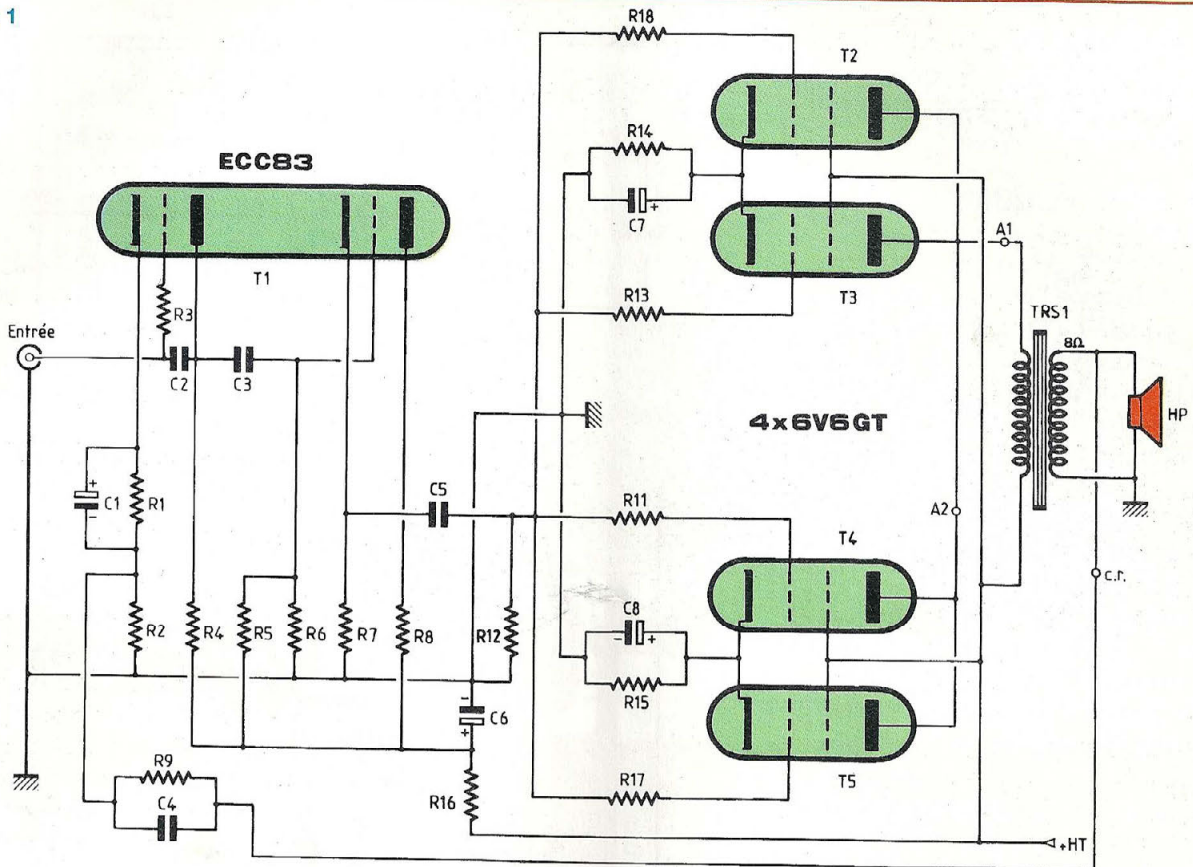 1
R18
T2
ECC83
R14
C7
+
T3
A1
T1
R3
R13
TRS1
Entrée
8Ω
C2
C3
HP
4x6V6GT
C5
R11
A2
+
C1
R1
-
T4
c.r.
C8
- +
R2
R4
R5
R6
R7
R8
R12
R15
-
C6
+
T5
R9
C4
R16
R17
+HT